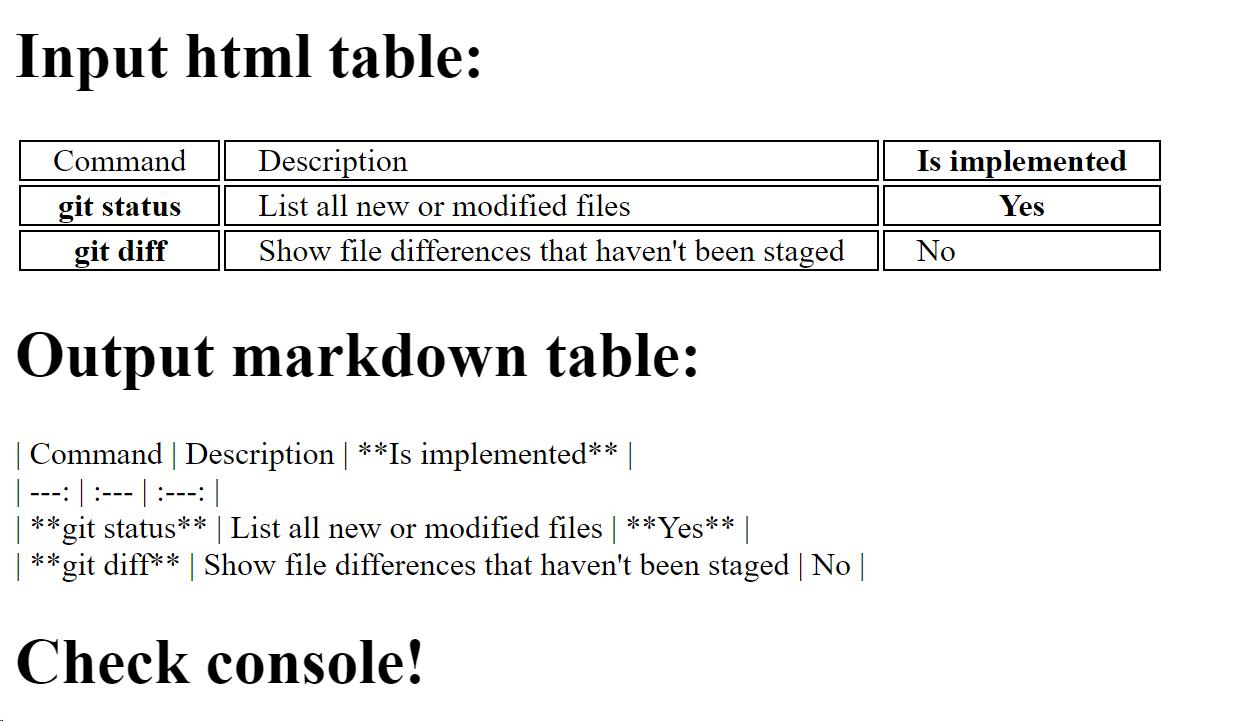 Input html table:
Command Description Is implemented
git status List all new or modified files Yes
git diff Show file differences that haven't been staged No
Output markdown table:
| Command | Description | **Is implemented** |
| ---: | :--- | :---: |
| **git status** | List all new or modified files | **Yes** |
| **git diff** | Show file differences that haven't been staged | No |
Check console!